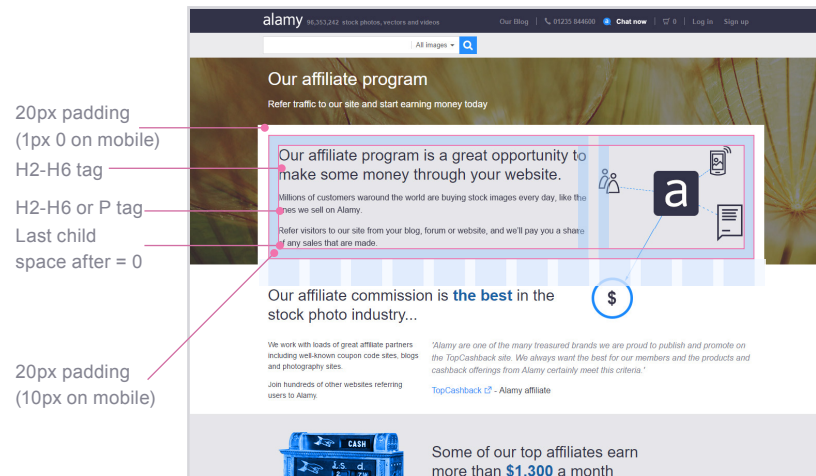 alamy 96,353,242 stock photos, vectors and videos
Our Blog 01235 844600 a Chat now 0 Log in Sign up
All images
Our affiliate program
Refer traffic to our site and start earning money today
20px padding
(1px 0 on mobile)
H2-H6 tag
H2-H6 or P tag
Last child
space after = 0
20px padding
(10px on mobile)
Our affiliate program is a great opportunity to
make some money through your website.
Millions of customers waround the world are buying stock images every day, like the
ones we sell on Alamy.
Refer visitors to our site from your blog, forum or website, and we'll pay you a share
of any sales that are made.
a
$
Our affiliate commission is the best in the
stock photo industry...
We work with loads of great affiliate partners
including well-known coupon code sites, blogs
and photography sites.
Join hundreds of other websites referring
users to Alamy.
'Alamy are one of the many treasured brands we are proud to publish and promote on
the TopCashback site. We always want the best for our members and the products and
cashback offerings from Alamy certainly meet this criteria.'
TopCashback - Alamy affiliate
CASH
L.S. d.
Some of our top affiliates earn
more than $1,300 a month